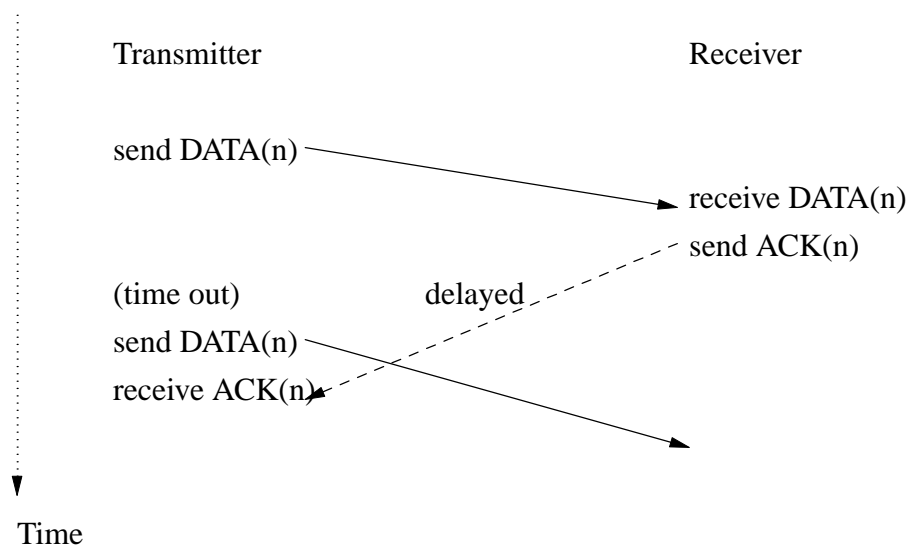 Transmitter
Receiver
send DATA(n)
receive DATA(n)
send ACK(n)
(time out)
delayed
send DATA(n)
receive ACK(n)
Time